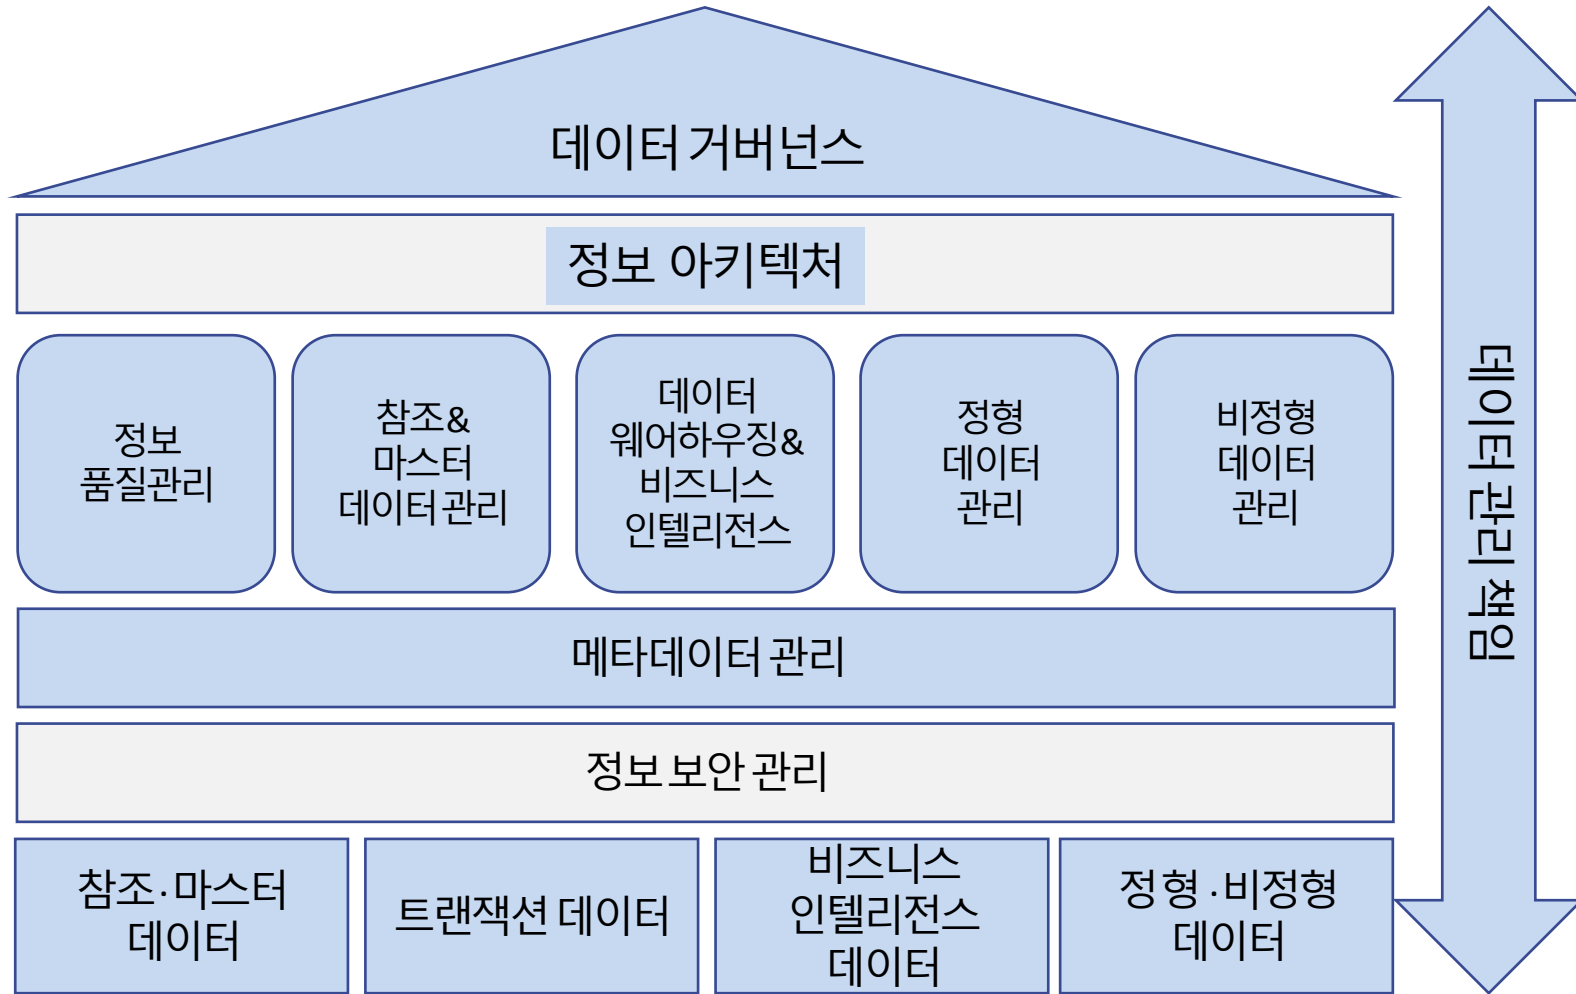 데이터 거버넌스
정보 아키텍처
정보
품질관리
참조&
마스터
데이터 관리
데이터
웨어하우징&
비즈니스
인텔리전스
정형
데이터
관리
비정형
데이터
관리
메타데이터 관리
정보 보안 관리
참조·마스터
데이터
트랜잭션 데이터
비즈니스
인텔리전스
데이터
정형·비정형
데이터
데이터 관리 책임